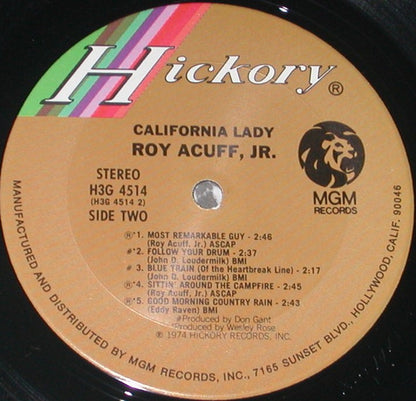 Hickory®
CALIFORNIA LADY
ROY ACUFF, JR.
STEREO
H3G 4514
(H3G 4514 2)
SIDE TWO
MGM
RECORDS
®*1. MOST REMARKABLE GUY - 2:46
(Roy Acuff, Jr.) ASCAP
#*2. FOLLOW YOUR DRUM - 2:37
(John D. Loudermilk) BMI
#3. BLUE TRAIN (Of the Heartbreak Line) - 2:17
(John D. Loudermilk) BMI
®*4. SITTIN' AROUND THE CAMPFIRE - 2:45
(Roy Acuff, Jr.) ASCAP
®*5. GOOD MORNING COUNTRY RAIN - 2:43
(Eddy Raven) BMI
#Produced by Don Gant
*Produced by Wesley Rose
℗ 1974 HICKORY RECORDS, INC.
MANUFACTURED AND DISTRIBUTED BY MGM RECORDS, INC., 7165 SUNSET BLVD., HOLLYWOOD, CALIF. 90046